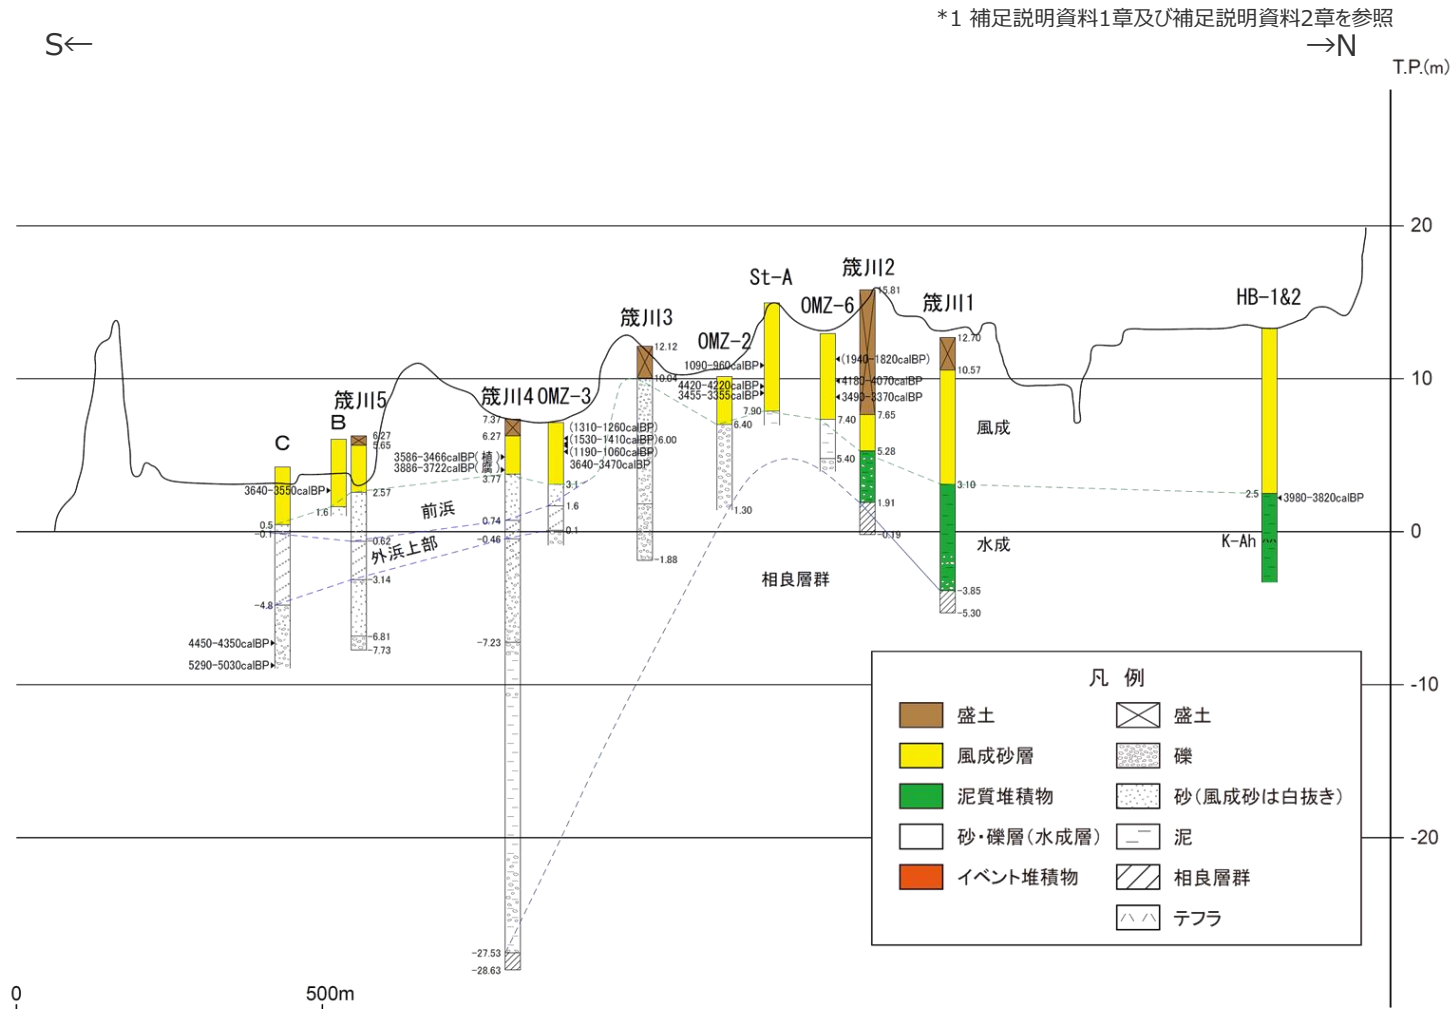 *1 補足説明資料1章及び補足説明資料2章を参照
S←
→N
T.P.(m)
20
10
0
-10
-20
C
0.5
-0.1
-4.8
4450-4350calBP
5290-5030calBP
B
3640-3550calBP
1.6
筬川5
6.27
5.65
2.57
-0.62
-3.14
-6.81
-7.73
前浜
外浜上部
筬川4
7.37
6.27
3586-3466calBP(植)
3886-3722calBP(腐)
3.77
0.74
-0.46
-7.23
-27.53
-28.63
OMZ-3
(1310-1260calBP)
(1530-1410calBP)
6.00
(1190-1060calBP)
3640-3470calBP
3.1
1.6
0.1
筬川3
12.12
10.04
-1.88
OMZ-2
6.40
1.30
St-A
1090-960calBP
4420-4220calBP
3455-3355calBP
7.90
OMZ-6
(1940-1820calBP)
4180-4070calBP
3490-3370calBP
7.40
5.40
筬川2
15.81
7.65
5.28
1.91
-0.19
筬川1
12.70
10.57
3.10
-3.85
-5.30
風成
水成
相良層群
HB-1&2
2.5
3980-3820calBP
K-Ah
凡 例
盛土
風成砂層
泥質堆積物
砂・礫層(水成層)
イベント堆積物
盛土
礫
砂(風成砂は白抜き)
泥
相良層群
テフラ
0
500m